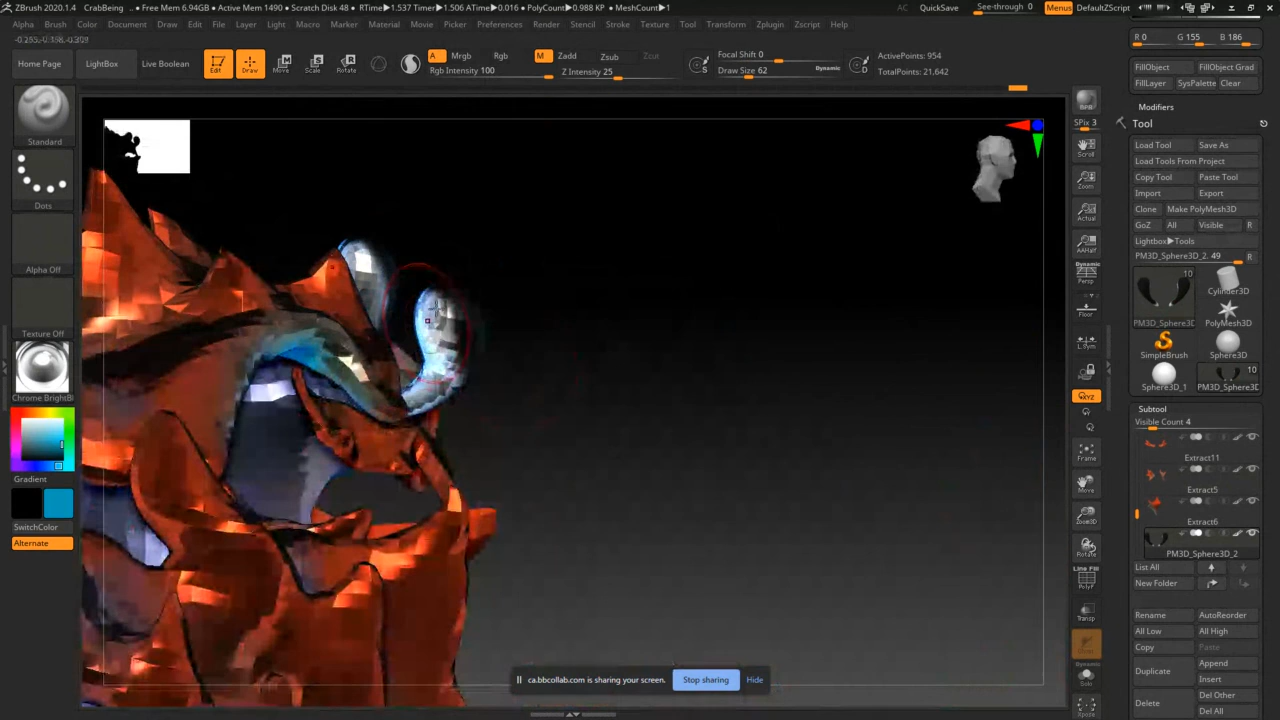 ZBrush 2020.1.4 CrabBeing .. • Free Mem 6.94GB • Active Mem 1490 • Scratch Disk 48 • RTime►1.537 Timer►1.506 ATime►0.016 • PolyCount►0.988 KP • MeshCount►1 AC QuickSave See-through 0 Menus DefaultZScript
Alpha Brush Color Document Draw Edit File Layer Light Macro Marker Material Movie Picker Preferences Render Stencil Stroke Texture Tool Transform Zplugin Zscript Help
Home Page LightBox Live Boolean Edit Draw Move Scale Rotate A Mrgb Rgb M Zadd Zsub Zcut Focal Shift 0 ActivePoints: 954
Rgb Intensity 100 Z Intensity 25 S Draw Size 62 Dynamic D TotalPoints: 21,642
Standard
Dots
Alpha Off
Texture Off
Chrome BrightBl
Gradient
SwitchColor
Alternate
BPR
SPix 3
Scroll
Zoom
Actual
AAHalf
Dynamic
Persp
Floor
L.Sym
XYZ
Frame
Move
Zoom3D
Rotate
Line Fill
PolyF
Transp
Dynamic
Solo
Xpose
R 0 G 155 B 186
FillObject FillObject Grad
FillLayer SysPalette Clear
Modifiers
Tool
Load Tool Save As
Load Tools From Project
Copy Tool Paste Tool
Import Export
Clone Make PolyMesh3D
GoZ All Visible R
Lightbox►Tools
PM3D_Sphere3D_2. 49 R
10
Cylinder3D
PM3D_Sphere3D PolyMesh3D
SimpleBrush Sphere3D
10
Sphere3D_1 PM3D_Sphere3D
Subtool
Visible Count 4
Extract11
Extract5
Extract6
PM3D_Sphere3D_2
List All
New Folder
Rename AutoReorder
All Low All High
Copy Paste
Duplicate Append
Insert
Delete Del Other
Del All
ca.bbcollab.com is sharing your screen. Stop sharing Hide